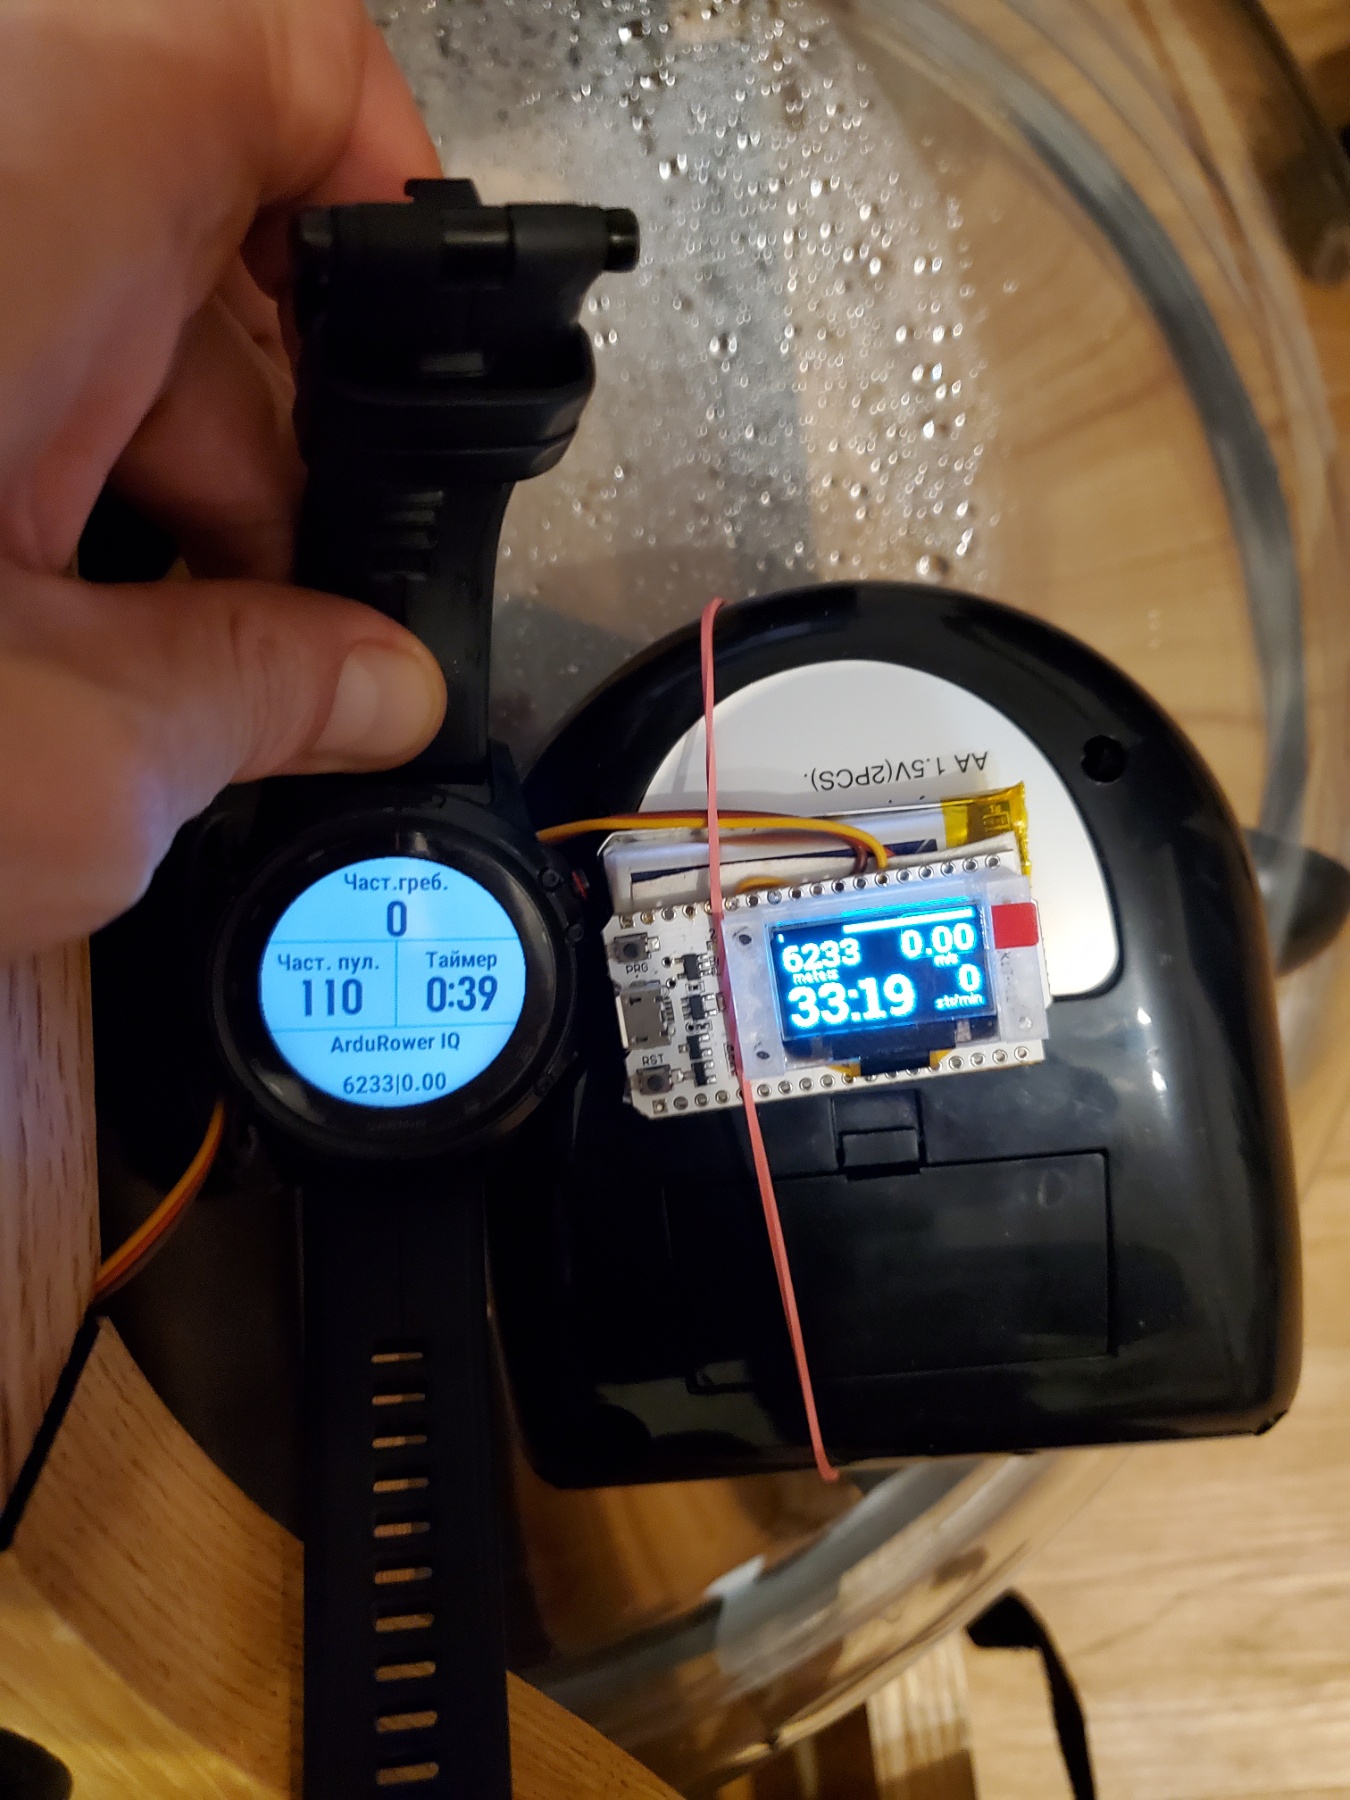 Част.греб.
0
Част. пул.
110
Таймер
0:39
ArduRower IQ
6233|0.00
AA 1.5V(2PCS).
PRG
RST
6233
meters
0.00
m/s
33:19
0
str/min